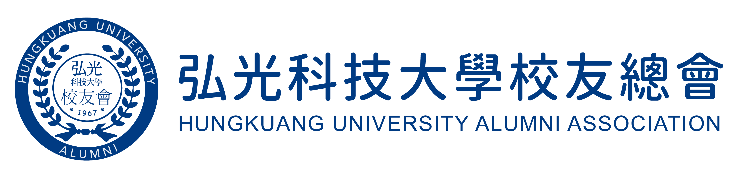 HUNGKUANG UNIVERSITY
弘光
科技大學
校友會
1967
ALUMNI
弘光科技大學校友總會
HUNGKUANG UNIVERSITY ALUMNI ASSOCIATION